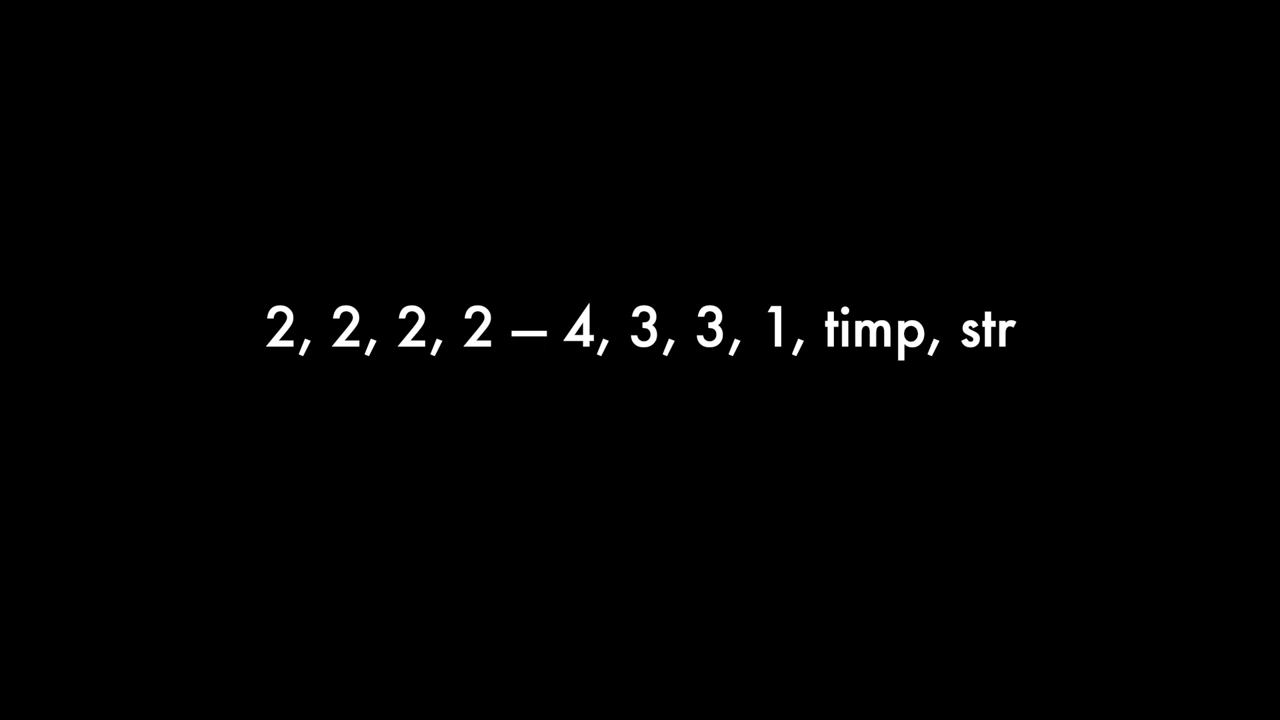 2, 2, 2, 2 – 4, 3, 3, 1, timp, str